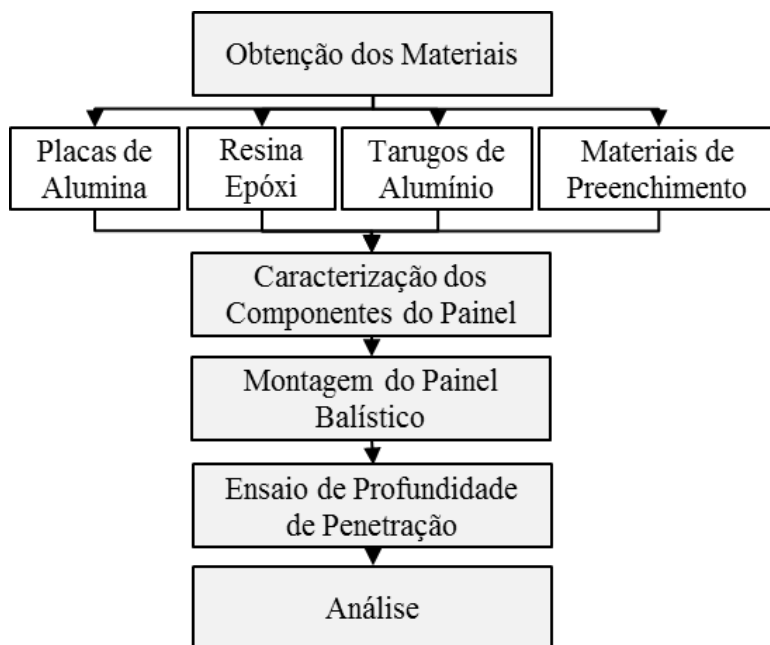 Obtenção dos Materiais
Placas de
Alumina
Resina
Epóxi
Tarugos de
Alumínio
Materiais de
Preenchimento
Caracterização dos
Componentes do Painel
Montagem do Painel
Balístico
Ensaio de Profundidade
de Penetração
Análise